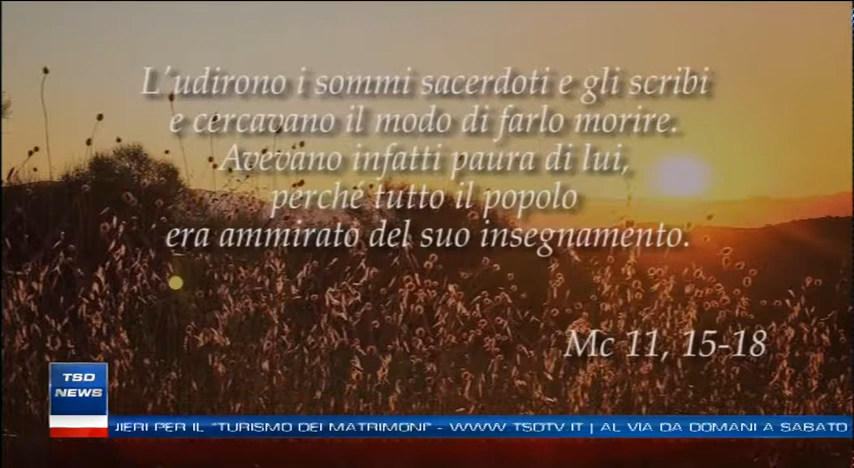 L'udirono i sommi sacerdoti e gli scribi
e cercavano il modo di farlo morire.
Avevano infatti paura di lui,
perché tutto il popolo
era ammirato del suo insegnamento.
Mc 11, 15-18
TSD
NEWS
IERI PER IL "TURISMO DEI MATRIMONI" - WWW.TSDTV.IT | AL VIA DA DOMANI A SABATO